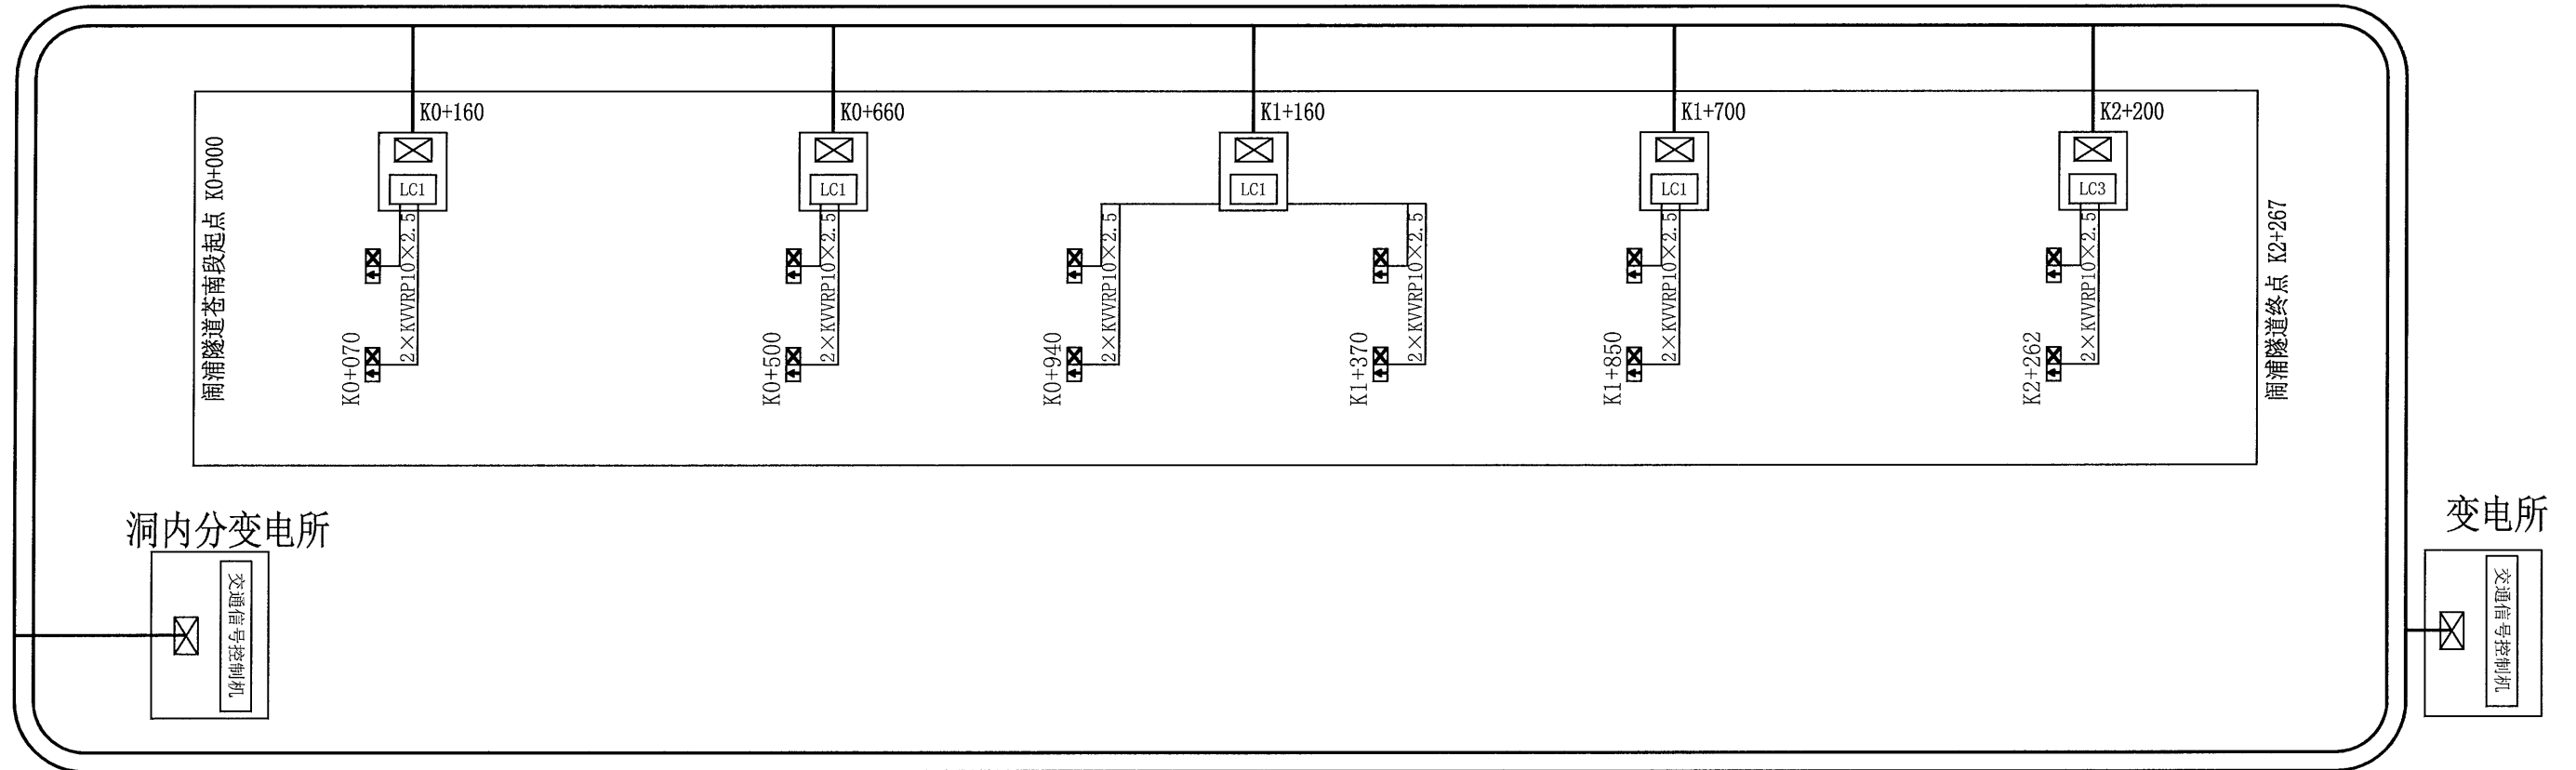 K0+160
K0+660
K1+160
K1+700
K2+200
闽浦隧道苍南段起点 K0+000
LC1
LC1
LC1
LC1
LC3
2×KVVRP10×2.5
2×KVVRP10×2.5
2×KVVRP10×2.5
2×KVVRP10×2.5
2×KVVRP10×2.5
2×KVVRP10×2.5
K0+070
K0+500
K0+940
K1+370
K1+850
K2+262
闽浦隧道终点 K2+267
洞内分变电所
交通信号控制机
变电所
交通信号控制机